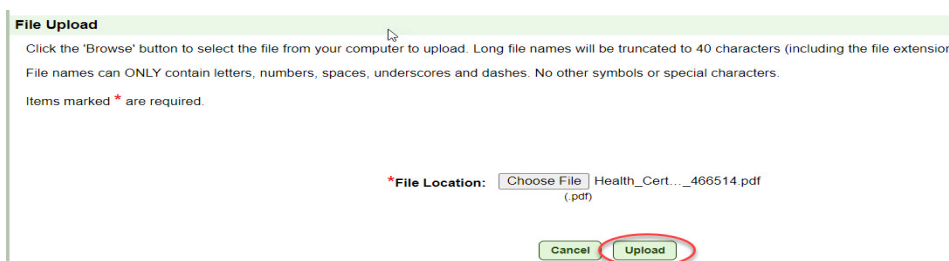 File Upload
Click the 'Browse' button to select the file from your computer to upload. Long file names will be truncated to 40 characters (including the file extension
File names can ONLY contain letters, numbers, spaces, underscores and dashes. No other symbols or special characters.
Items marked * are required.
*File Location: Choose File Health_Cert..._466514.pdf
(.pdf)
Cancel Upload